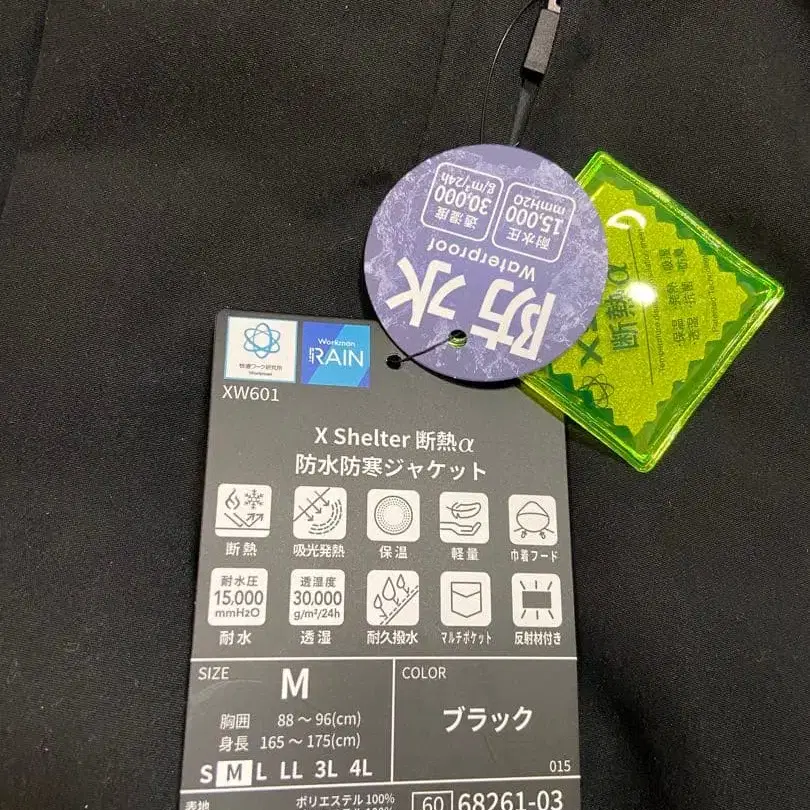 防水
Waterproof
耐水圧
15,000
mmH2O
透湿度
30,000
g/m²/24h
断熱α
快適ワーク研究所
Workman
Workman
RAIN
XW601
X Shelter 断熱α
防水防寒ジャケット
断熱
吸光発熱
保温
軽量
巾着フード
耐水圧
15,000
mmH2O
透湿度
30,000
g/m²/24h
耐水
透湿
耐久撥水
マルチポケット
反射材付き
SIZE
M
胸囲 88～96(cm)
身長 165～175(cm)
S M L LL 3L 4L
COLOR
ブラック
015
表地
ポリエステル 100%
60 68261-03